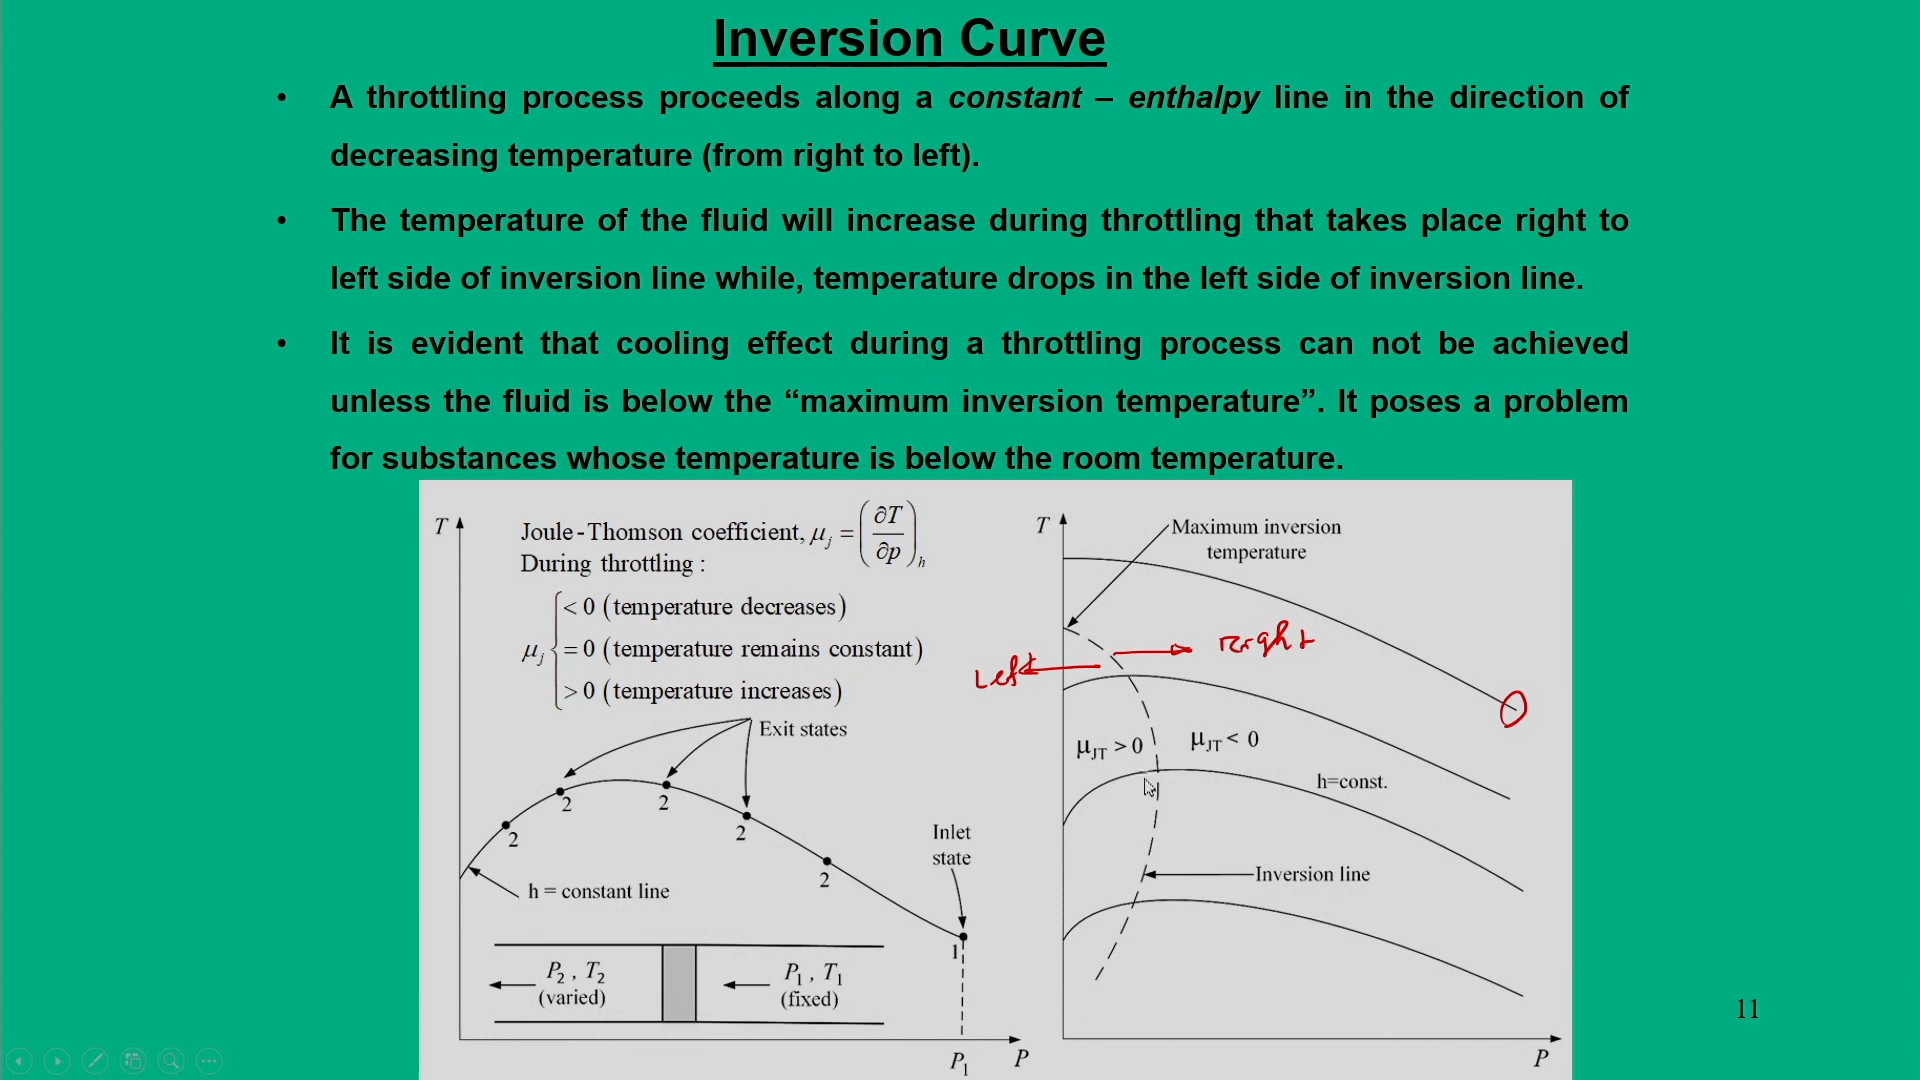 Inversion Curve
• A throttling process proceeds along a constant – enthalpy line in the direction of
decreasing temperature (from right to left).
• The temperature of the fluid will increase during throttling that takes place right to
left side of inversion line while, temperature drops in the left side of inversion line.
• It is evident that cooling effect during a throttling process can not be achieved
unless the fluid is below the “maximum inversion temperature”. It poses a problem
for substances whose temperature is below the room temperature.
T
Joule-Thomson coefficient, μj = (∂T/∂p)h
During throttling :
μj { < 0 (temperature decreases)
= 0 (temperature remains constant)
> 0 (temperature increases)
Exit states
2
2
2
2
2
Inlet
state
1
h = constant line
P2 , T2
(varied)
P1 , T1
(fixed)
P1
P
T
Maximum inversion
temperature
Left
Right
μJT > 0
μJT < 0
h=const.
Inversion line
P
11